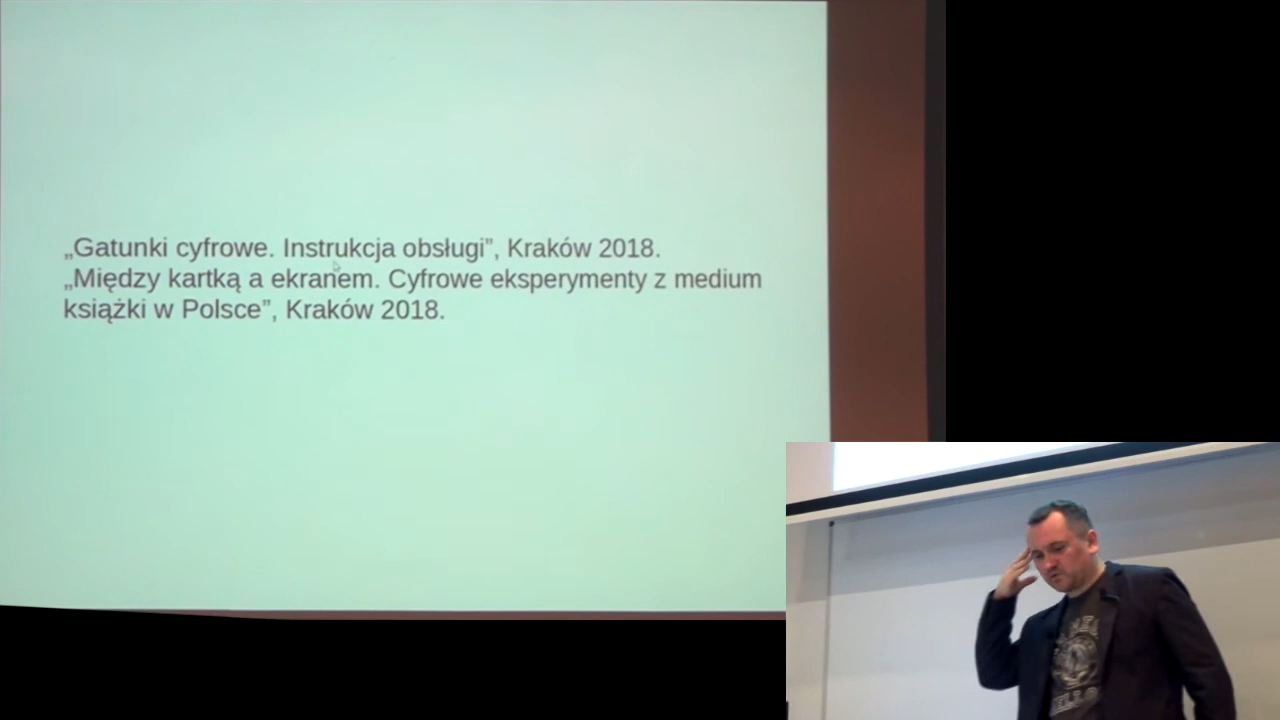 „Gatunki cyfrowe. Instrukcja obsługi”, Kraków 2018.
„Między kartką a ekranem. Cyfrowe eksperymenty z medium
książki w Polsce”, Kraków 2018.